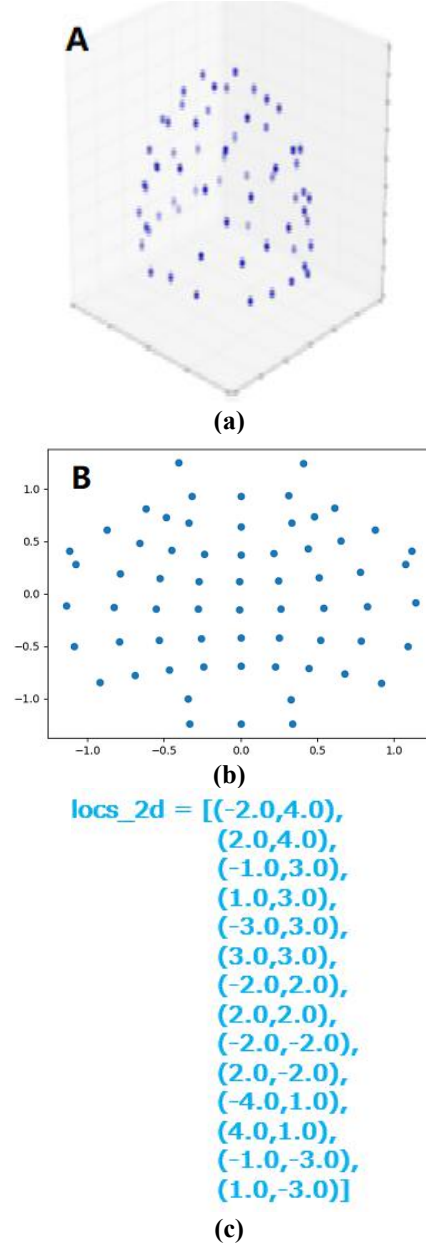 A
(a)
B
1.0
0.5
0.0
−0.5
−1.0
−1.0 −0.5 0.0 0.5 1.0
(b)
locs_2d = [(-2.0,4.0),
(2.0,4.0),
(-1.0,3.0),
(1.0,3.0),
(-3.0,3.0),
(3.0,3.0),
(-2.0,2.0),
(2.0,2.0),
(-2.0,-2.0),
(2.0,-2.0),
(-4.0,1.0),
(4.0,1.0),
(-1.0,-3.0),
(1.0,-3.0)]
(c)